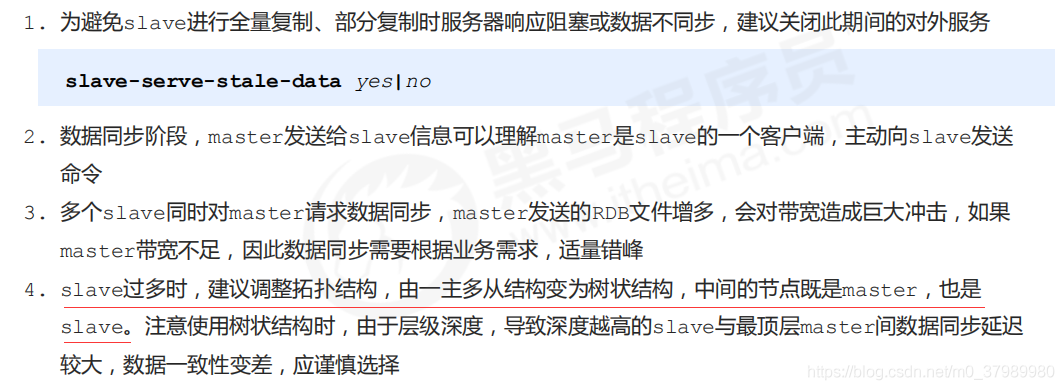 1. 为避免slave进行全量复制、部分复制时服务器响应阻塞或数据不同步，建议关闭此期间的对外服务
slave-serve-stale-data yes|no
2. 数据同步阶段，master发送给slave信息可以理解master是slave的一个客户端，主动向slave发送
命令
3. 多个slave同时对master请求数据同步，master发送的RDB文件增多，会对带宽造成巨大冲击，如果
master带宽不足，因此数据同步需要根据业务需求，适量错峰
4. slave过多时，建议调整拓扑结构，由一主多从结构变为树状结构，中间的节点既是master，也是
slave。注意使用树状结构时，由于层级深度，导致深度越高的slave与最顶层master间数据同步延迟
较大，数据一致性变差，应谨慎选择
黑马程序员
www.itheima.com
https://blog.csdn.net/m0_37989980